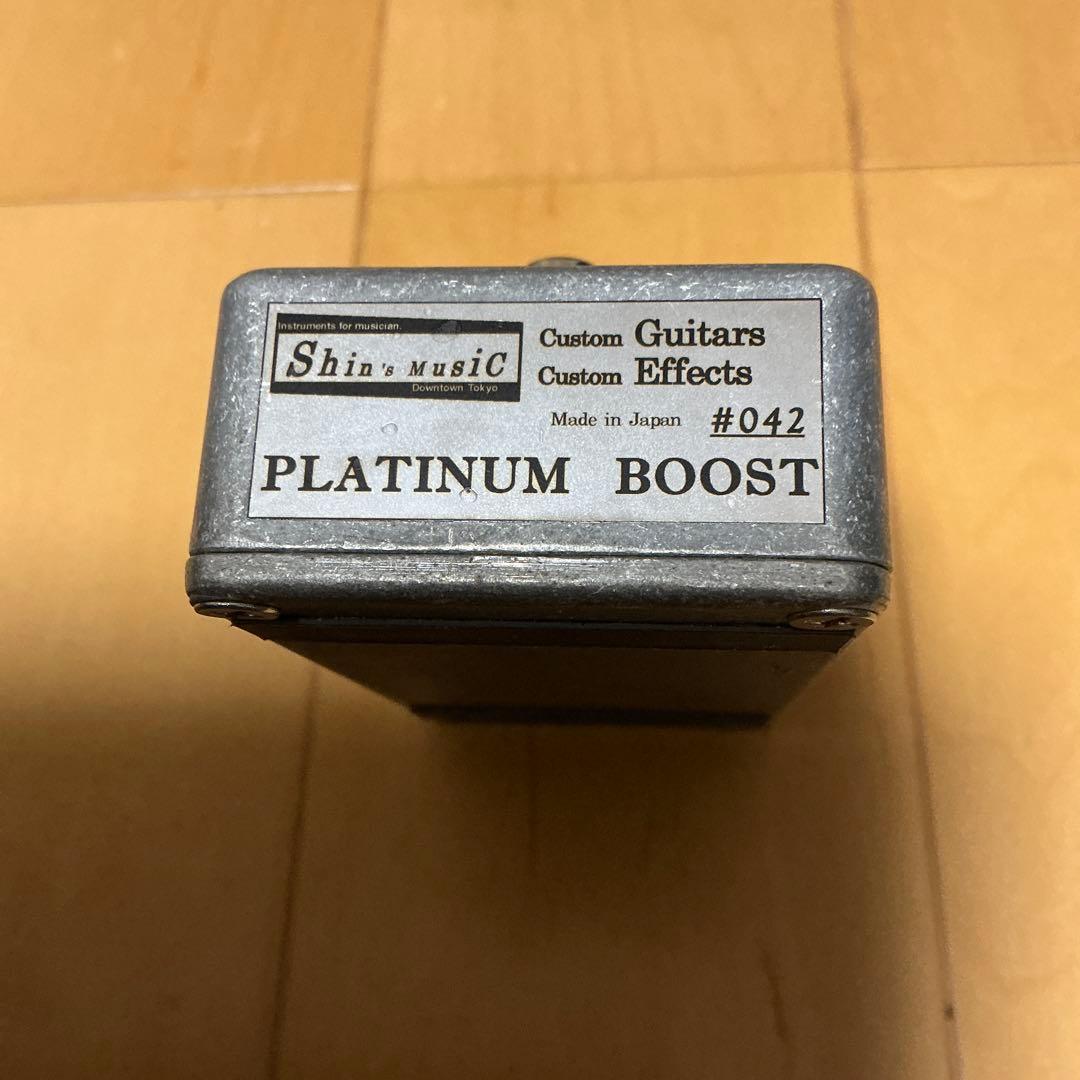 Instruments for musician.
Shin's MusiC
Downtown Tokyo
Custom Guitars
Custom Effects
Made in Japan #042
PLATINUM BOOST